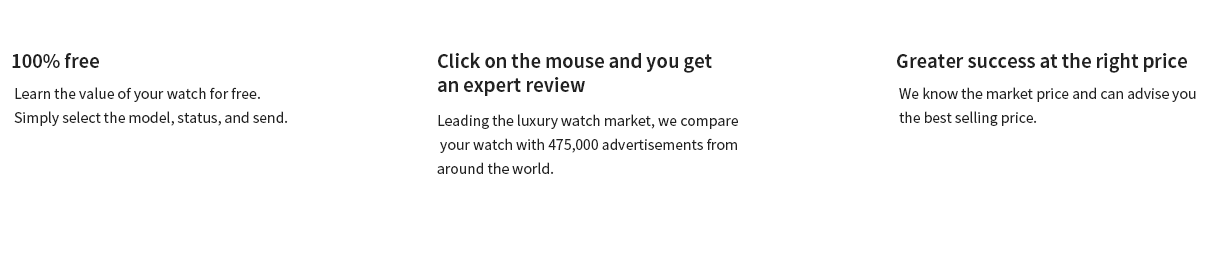 100% free
Learn the value of your watch for free.
Simply select the model, status, and send.
Click on the mouse and you get
an expert review
Leading the luxury watch market, we compare
your watch with 475,000 advertisements from
around the world.
Greater success at the right price
We know the market price and can advise you
the best selling price.